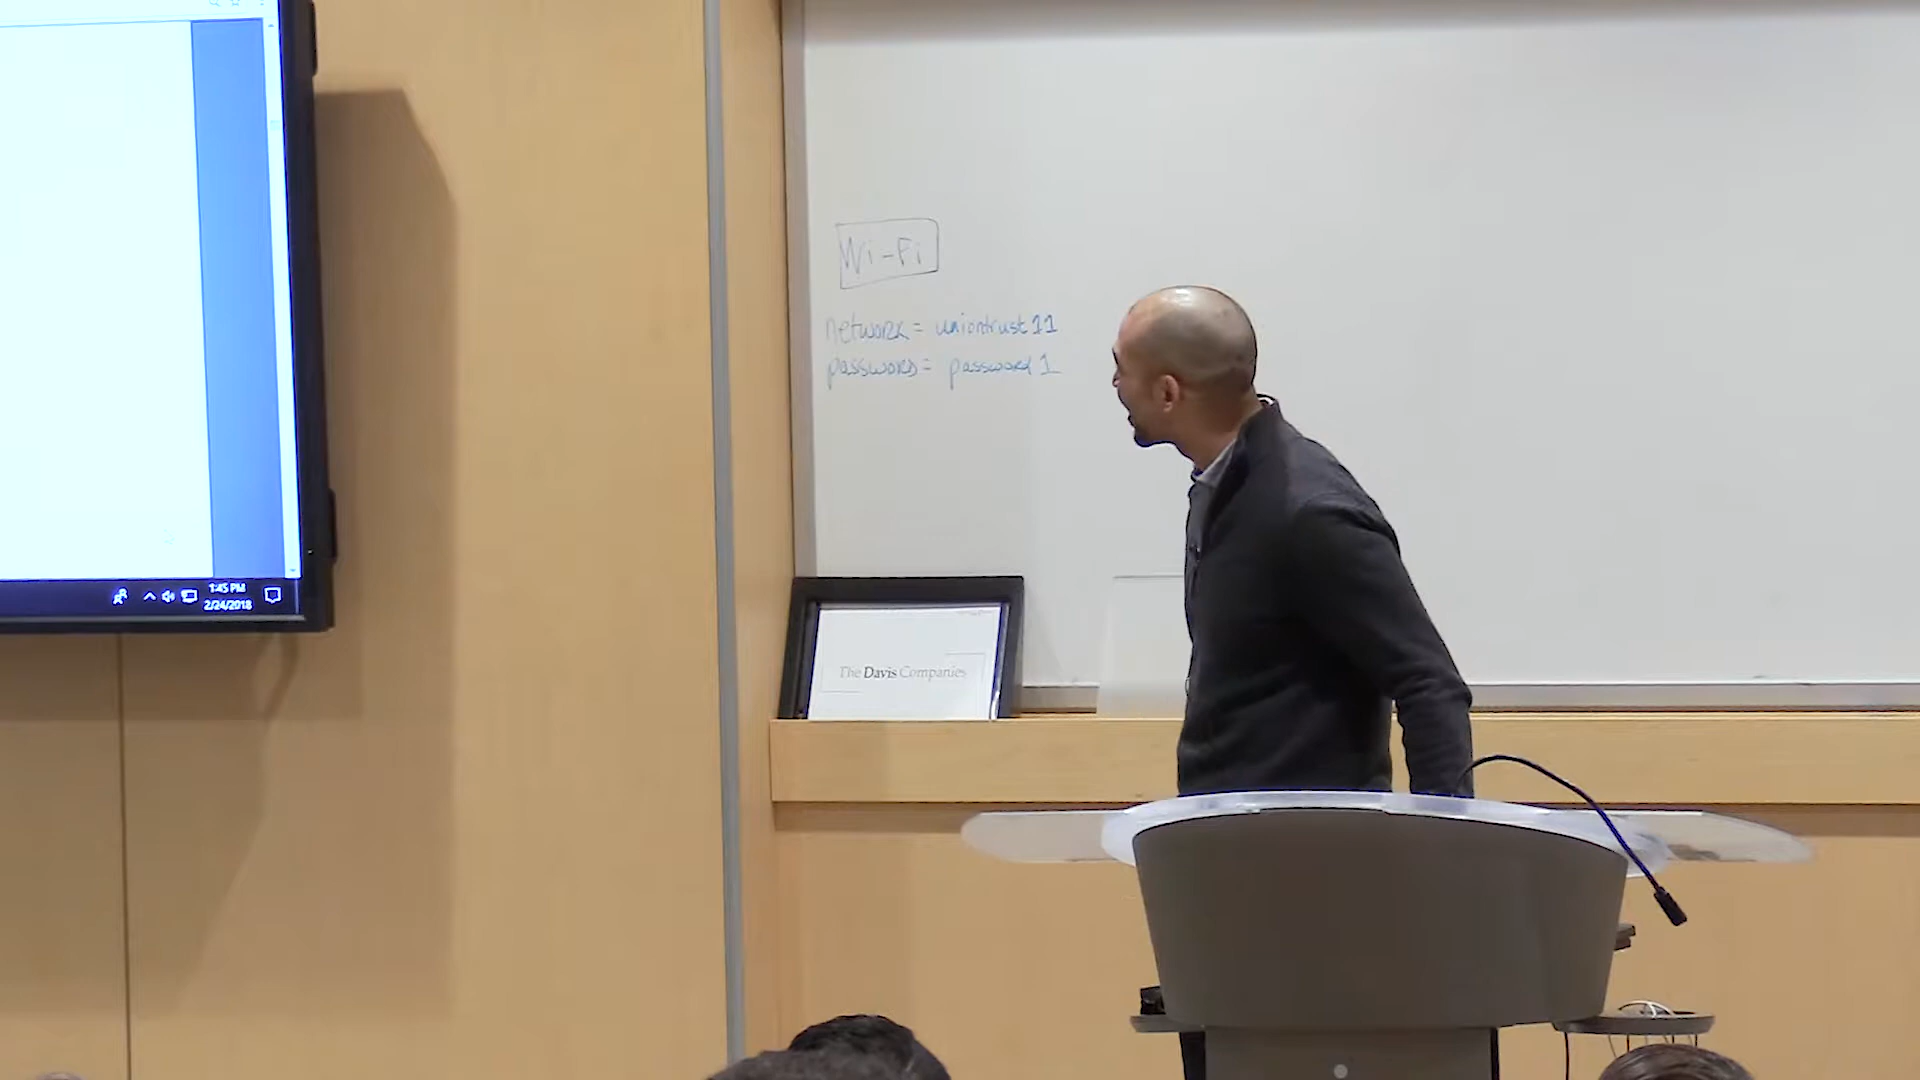 1:45 PM
2/24/2018
Wi-Fi
network = uniontrust11
password = password1
The Davis Companies